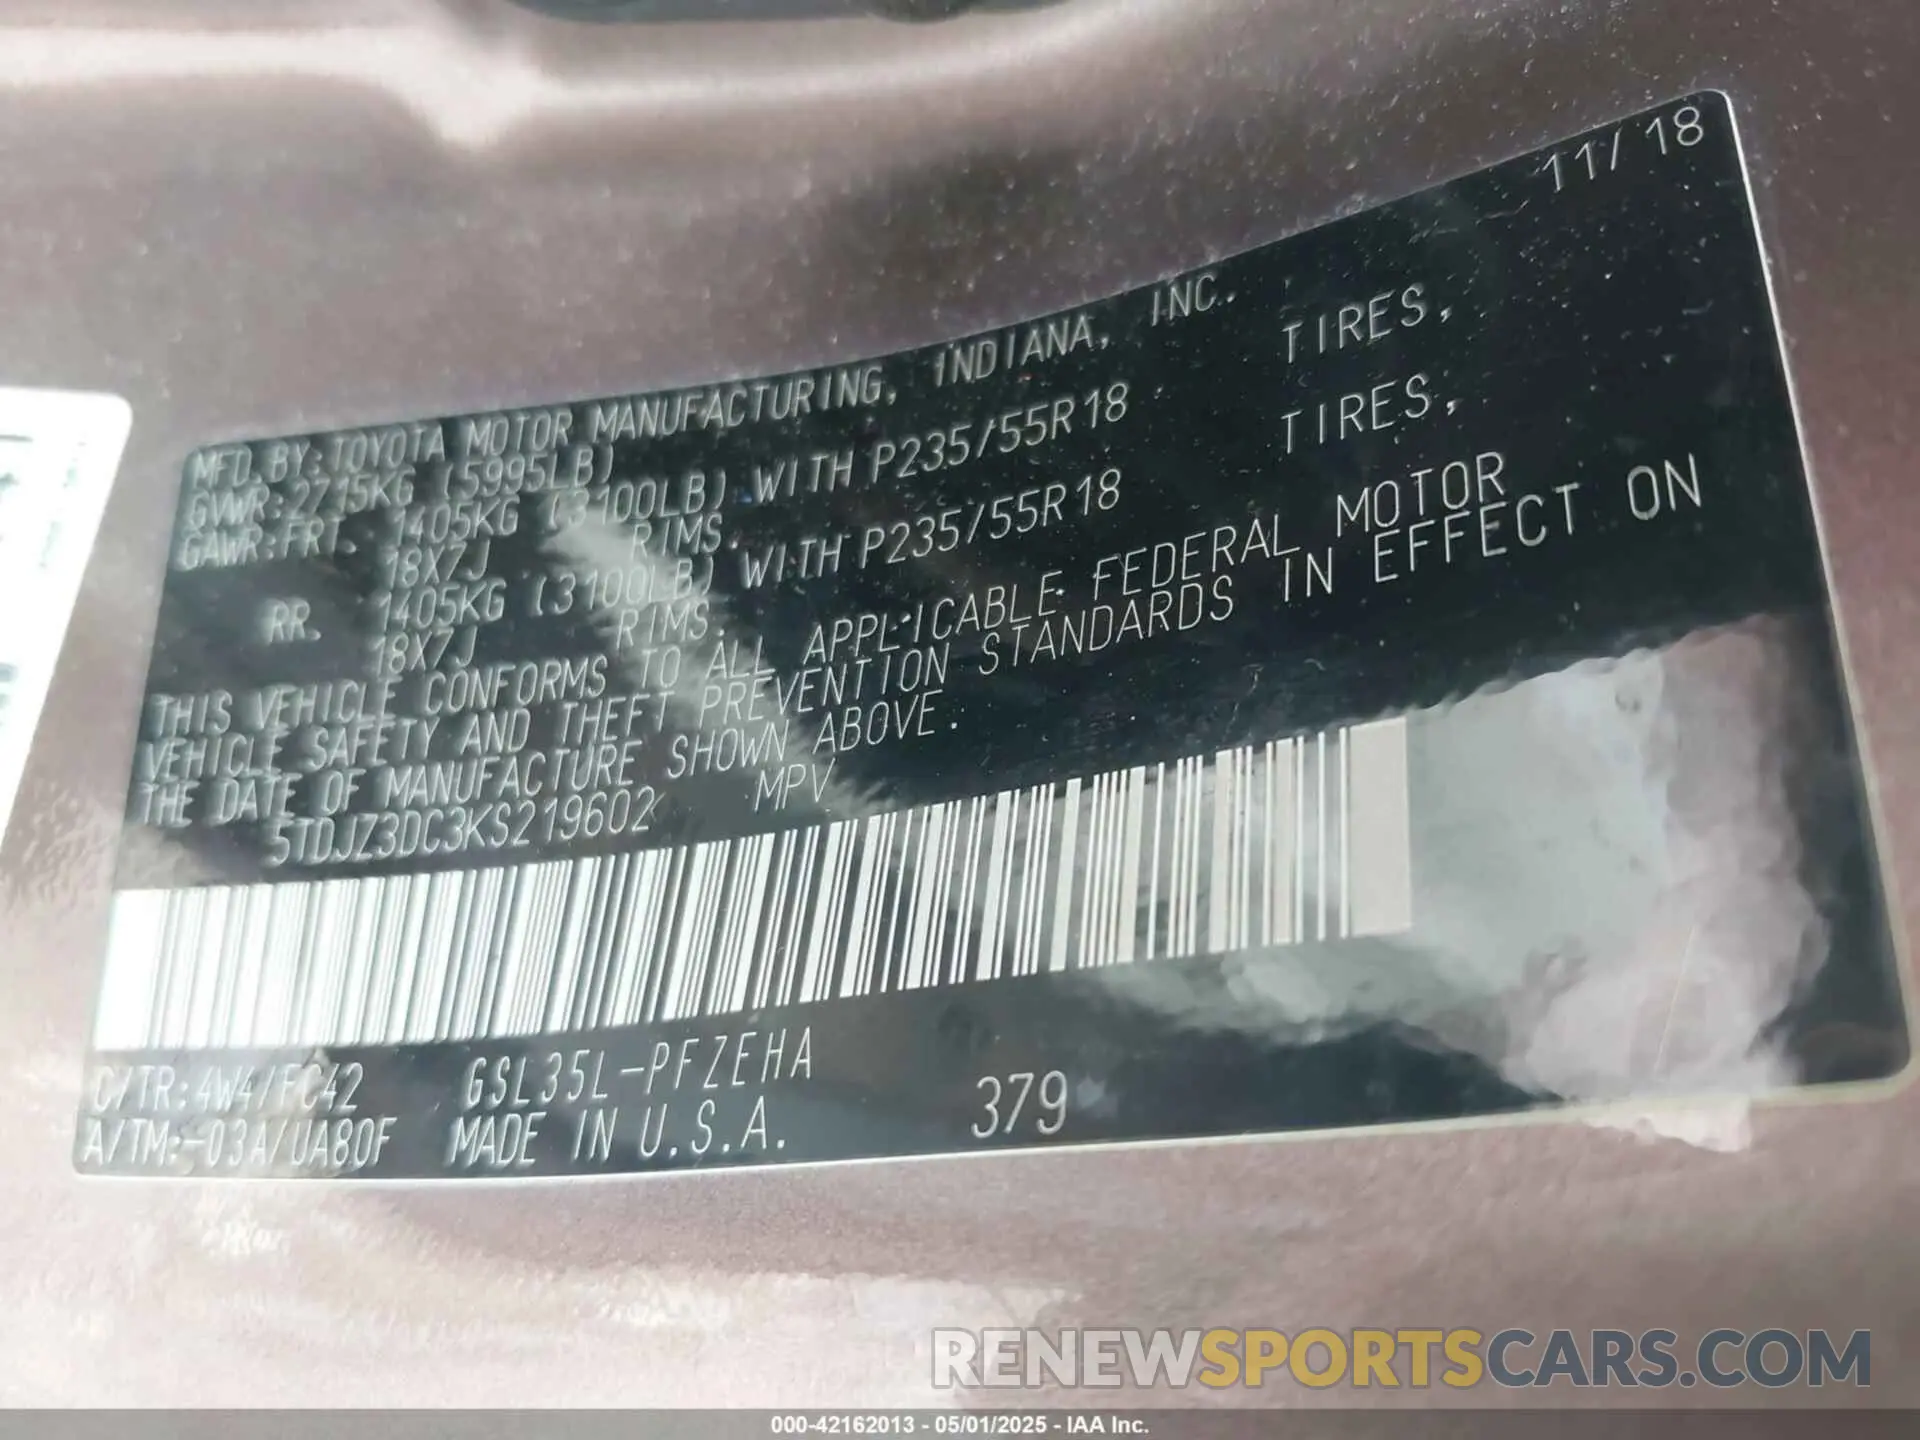 11/18
MFD. BY: TOYOTA MOTOR MANUFACTURING, INDIANA, INC.
GVWR: 2715KG (5995LB)
GAWR: FRT. 1405KG (3100LB) WITH P235/55R18 TIRES,
18X7J RIMS.
RR. 1405KG (3100LB) WITH P235/55R18 TIRES,
18X7J RIMS.
THIS VEHICLE CONFORMS TO ALL APPLICABLE FEDERAL MOTOR
VEHICLE SAFETY AND THEFT PREVENTION STANDARDS IN EFFECT ON
THE DATE OF MANUFACTURE SHOWN ABOVE.
5TDJZ3DC3KS219602 MPV
C/TR: 4W4/FC42 GSL35L-PFZEHA
A/TM: -03A/UA80F MADE IN U.S.A. 379
RENEWSPORTSCARS.COM
000-42162013 - 05/01/2025 - IAA Inc.